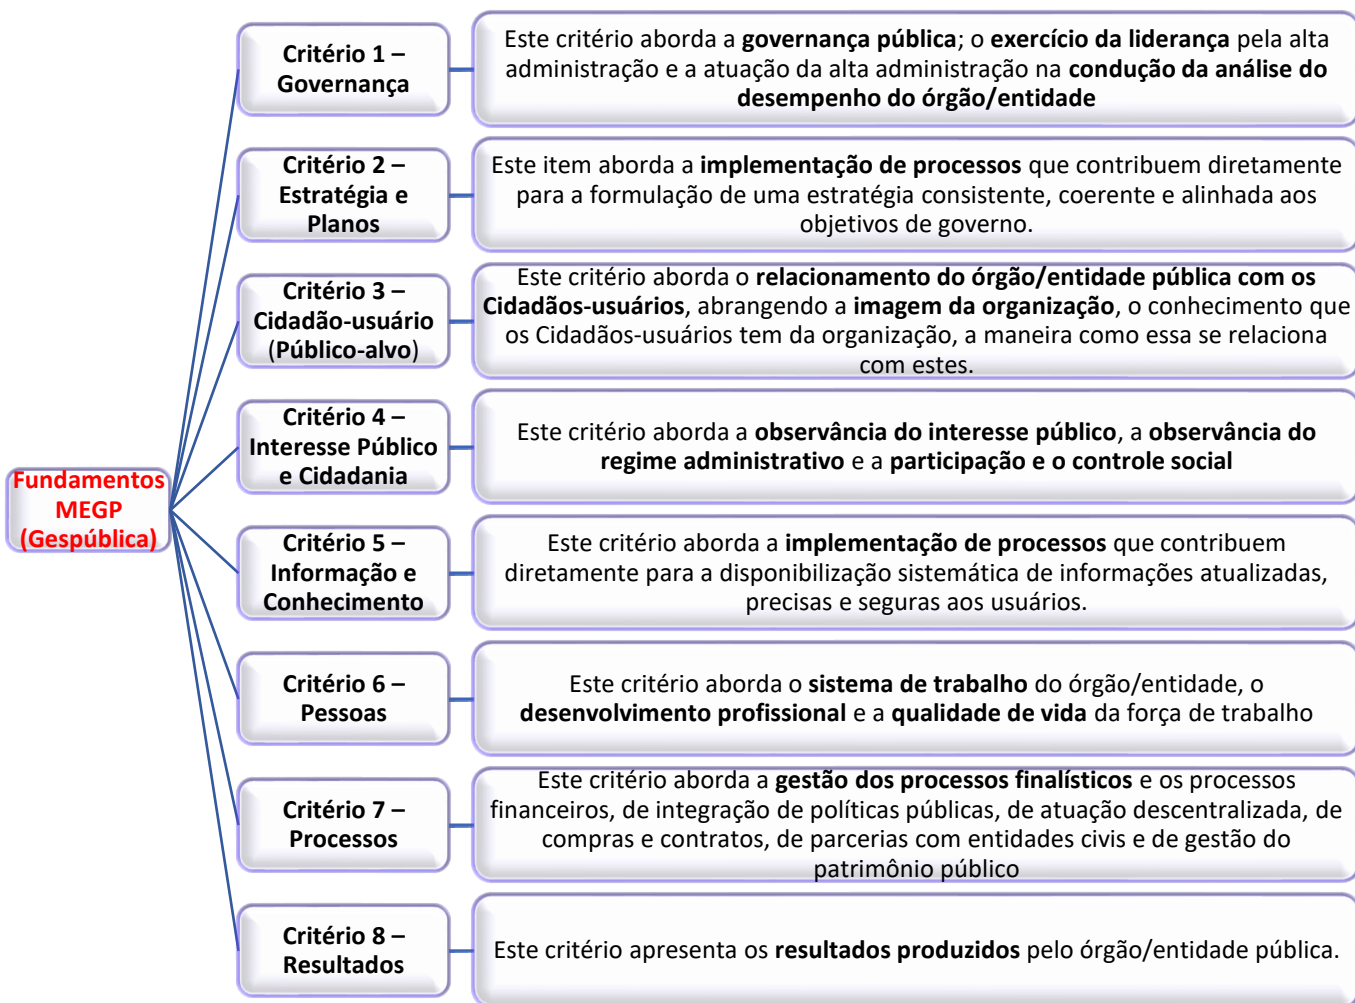 Fundamentos
MEGP
(Gespública)
Critério 1 –
Governança
Este critério aborda a governança pública; o exercício da liderança pela alta
administração e a atuação da alta administração na condução da análise do
desempenho do órgão/entidade
Critério 2 –
Estratégia e
Planos
Este item aborda a implementação de processos que contribuem diretamente
para a formulação de uma estratégia consistente, coerente e alinhada aos
objetivos de governo.
Critério 3 –
Cidadão-usuário
(Público-alvo)
Este critério aborda o relacionamento do órgão/entidade pública com os
Cidadãos-usuários, abrangendo a imagem da organização, o conhecimento que
os Cidadãos-usuários tem da organização, a maneira como essa se relaciona
com estes.
Critério 4 –
Interesse Público
e Cidadania
Este critério aborda a observância do interesse público, a observância do
regime administrativo e a participação e o controle social
Critério 5 –
Informação e
Conhecimento
Este critério aborda a implementação de processos que contribuem
diretamente para a disponibilização sistemática de informações atualizadas,
precisas e seguras aos usuários.
Critério 6 –
Pessoas
Este critério aborda o sistema de trabalho do órgão/entidade, o
desenvolvimento profissional e a qualidade de vida da força de trabalho
Critério 7 –
Processos
Este critério aborda a gestão dos processos finalísticos e os processos
financeiros, de integração de políticas públicas, de atuação descentralizada, de
compras e contratos, de parcerias com entidades civis e de gestão do
patrimônio público
Critério 8 –
Resultados
Este critério apresenta os resultados produzidos pelo órgão/entidade pública.